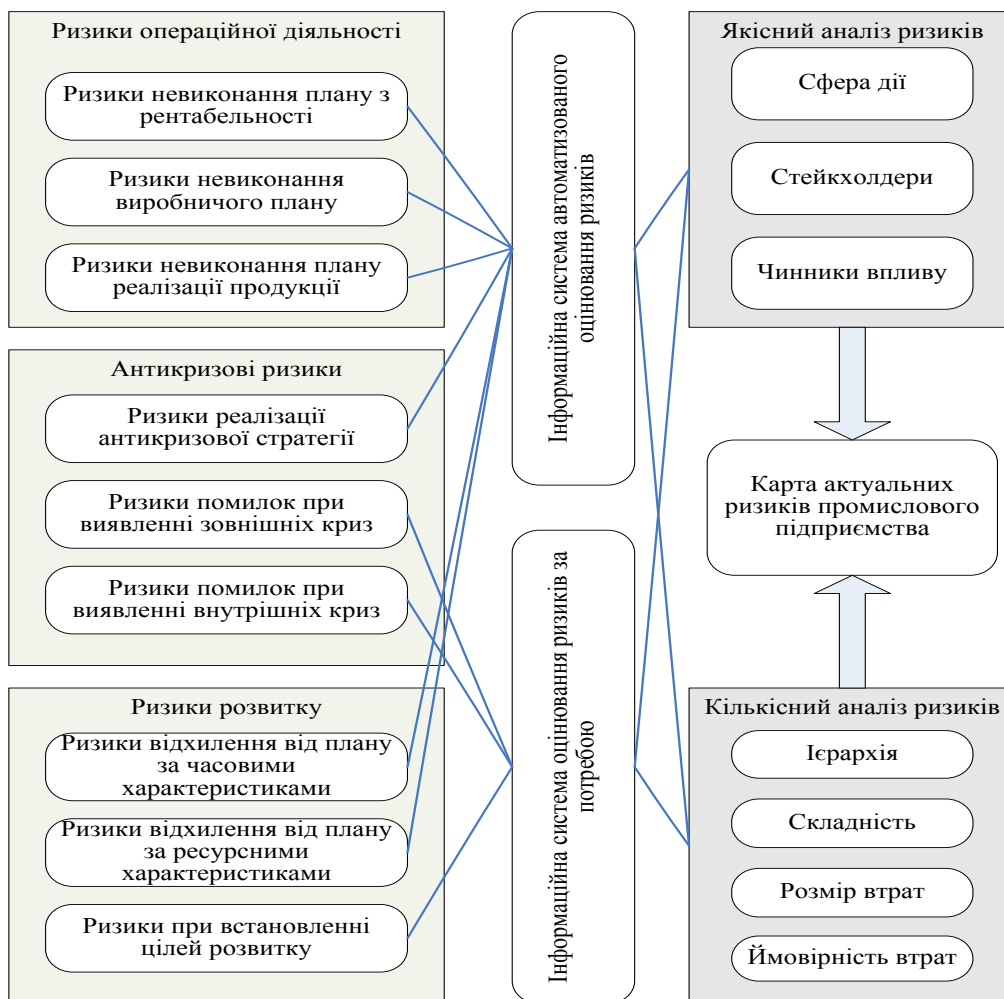 Ризики операційної діяльності
Ризики невиконання плану з
рентабельності
Ризики невиконання
виробничого плану
Ризики невиконання плану
реалізації продукції
Антикризові ризики
Ризики реалізації
антикризової стратегії
Ризики помилок при
виявленні зовнішніх криз
Ризики помилок при
виявленні внутрішніх криз
Ризики розвитку
Ризики відхилення від плану
за часовими
характеристиками
Ризики відхилення від плану
за ресурсними
характеристиками
Ризики при встановленні
цілей розвитку
Інформаційна система автоматизованого
оцінювання ризиків
Інформаційна система оцінювання ризиків за
потребою
Якісний аналіз ризиків
Сфера дії
Стейкхолдери
Чинники впливу
Карта актуальних
ризиків промислового
підприємства
Кількісний аналіз ризиків
Ієрархія
Складність
Розмір втрат
Ймовірність втрат